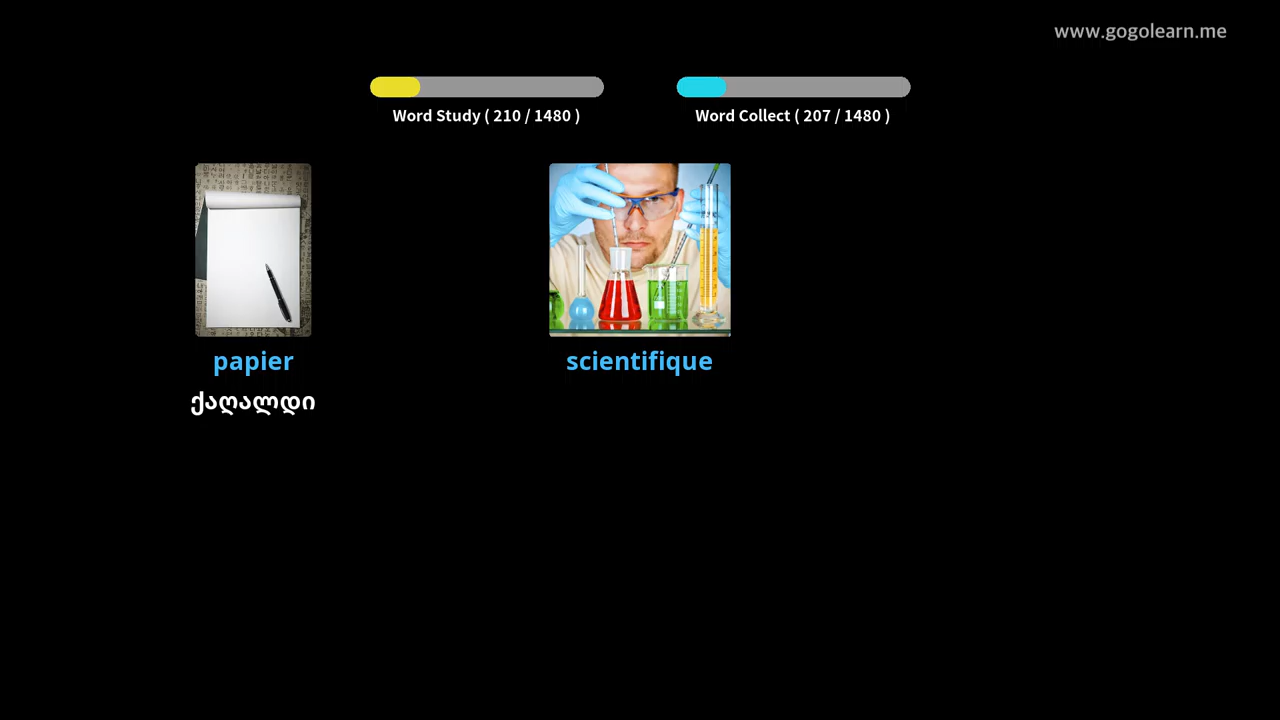 www.gogolearn.me
Word Study ( 210 / 1480 )
Word Collect ( 207 / 1480 )
papier
scientifique
ქაღალდი